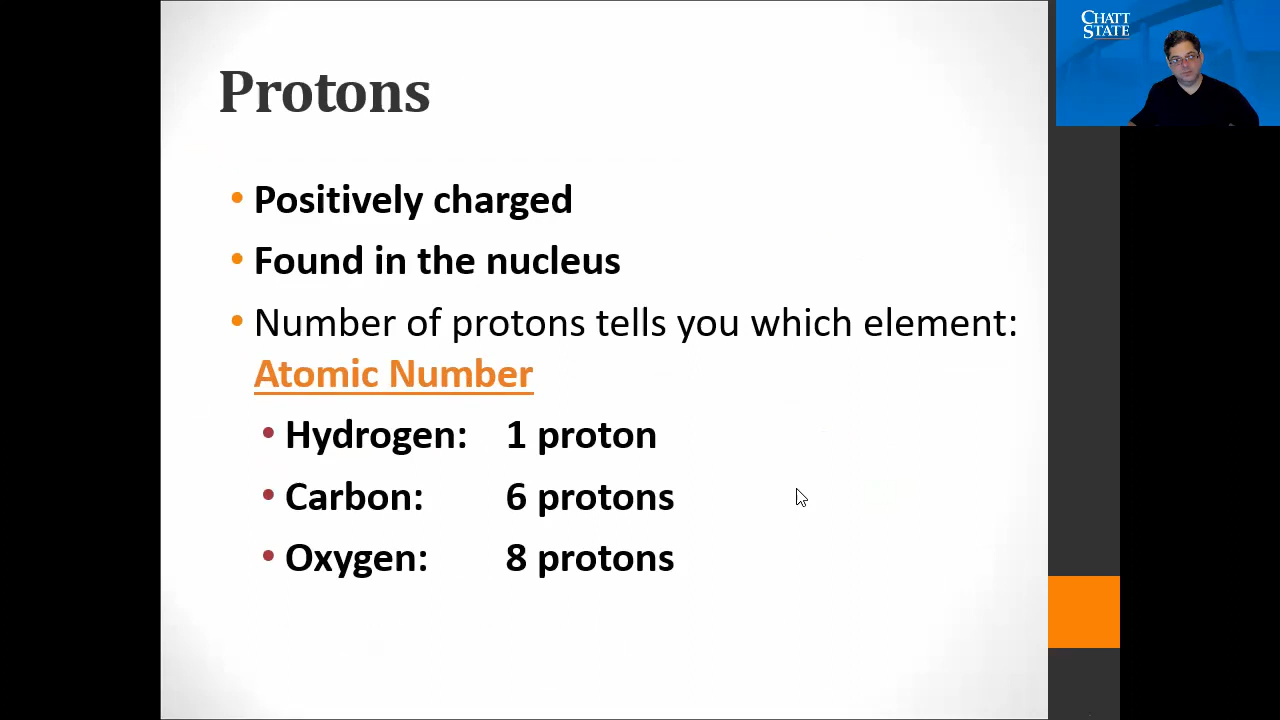 CHATT
STATE
Protons
• Positively charged
• Found in the nucleus
• Number of protons tells you which element:
Atomic Number
• Hydrogen: 1 proton
• Carbon: 6 protons
• Oxygen: 8 protons